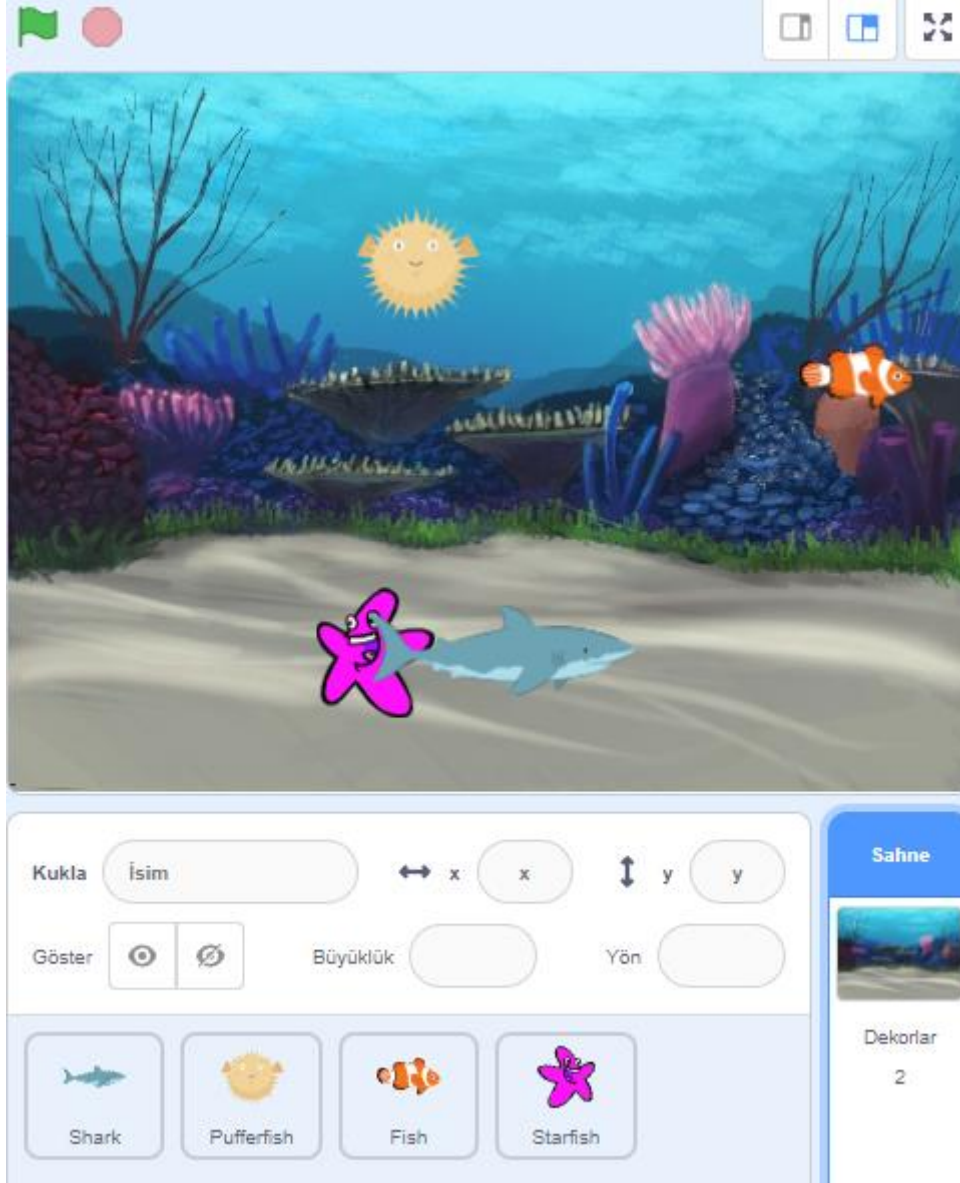 Kukla İsim x x y y
Sahne
Göster Büyüklük Yön
Dekorlar
2
Shark Pufferfish Fish Starfish